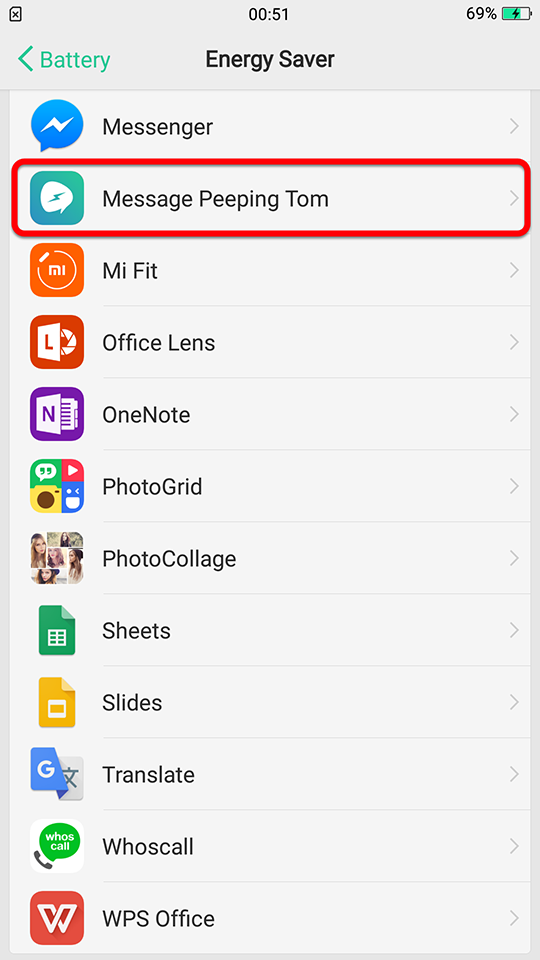 00:51
69%
Battery
Energy Saver
Messenger
Message Peeping Tom
mi
Mi Fit
L
Office Lens
N
OneNote
PhotoGrid
PhotoCollage
Sheets
Slides
G 文
Translate
whos
call
Whoscall
W
WPS Office